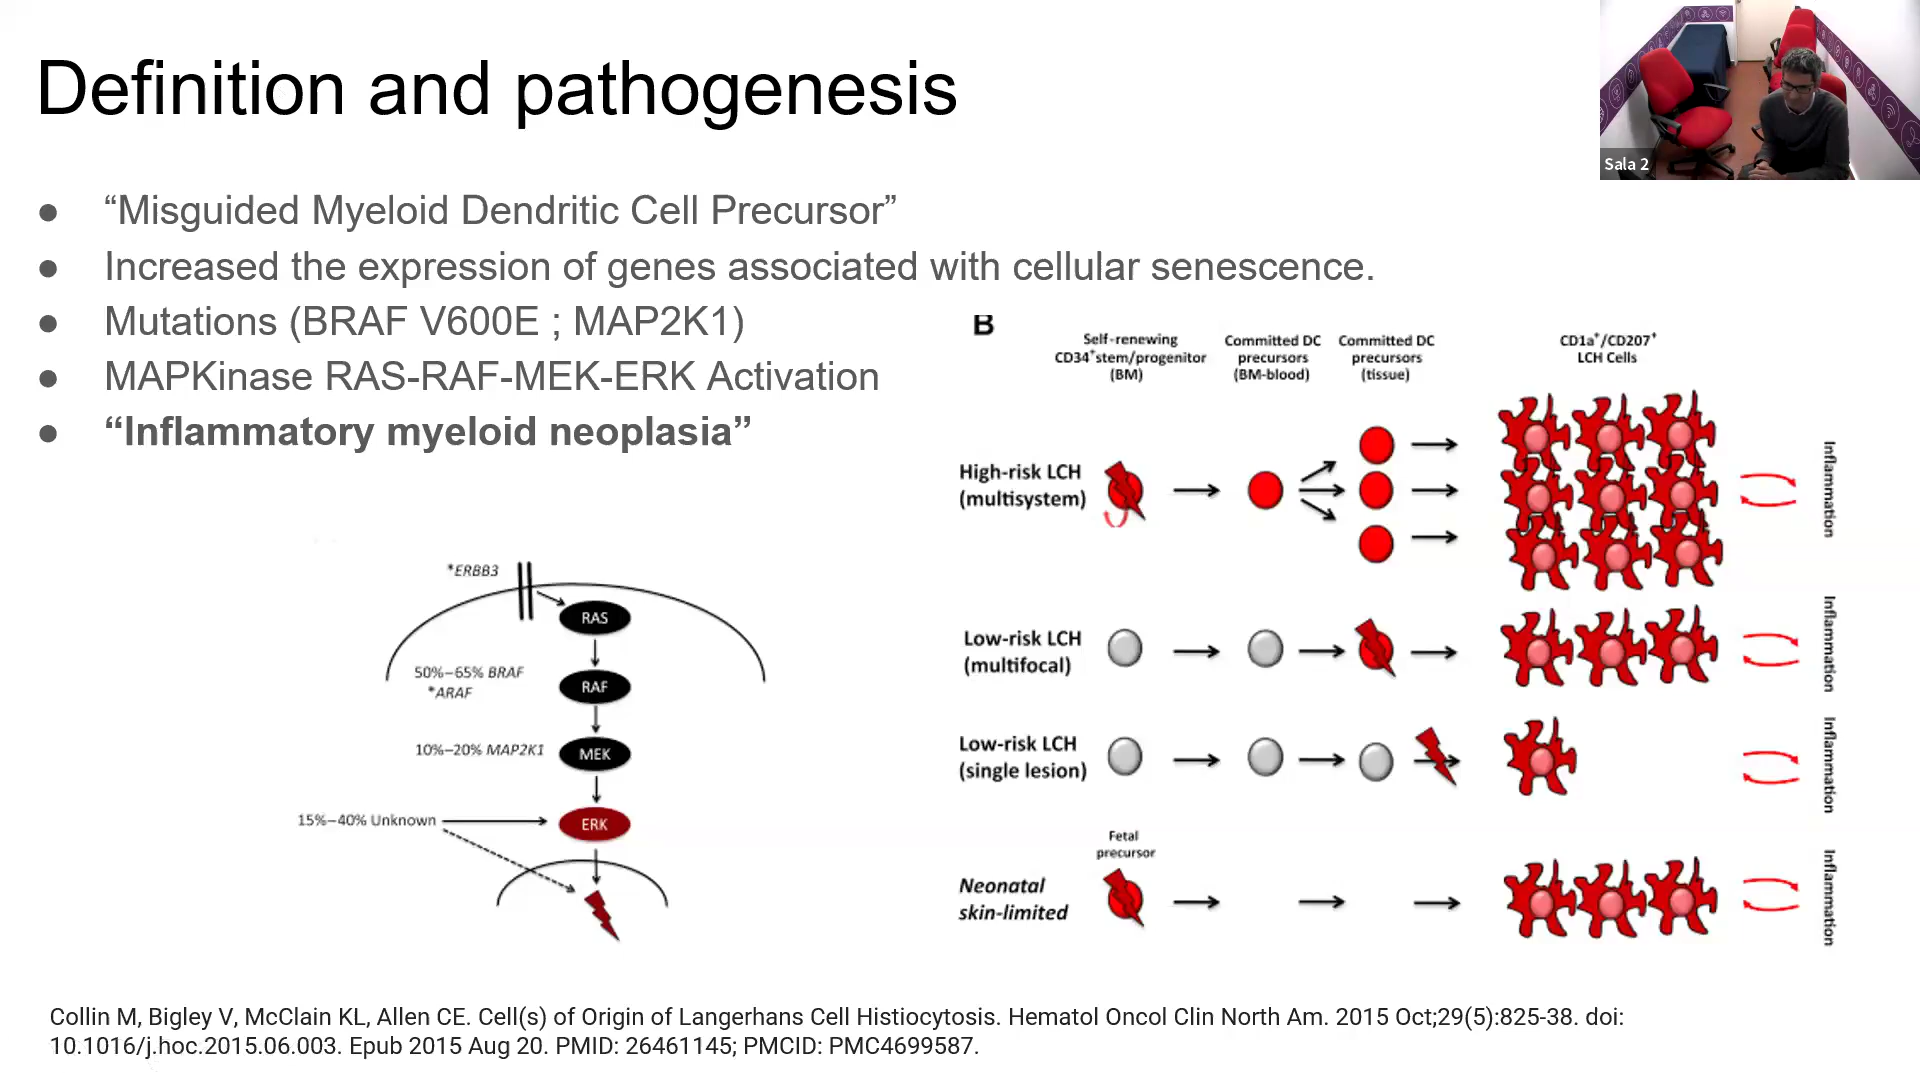 Definition and pathogenesis
Sala 2
● “Misguided Myeloid Dendritic Cell Precursor”
● Increased the expression of genes associated with cellular senescence.
● Mutations (BRAF V600E ; MAP2K1)
● MAPKinase RAS-RAF-MEK-ERK Activation
● “Inflammatory myeloid neoplasia”
*ERBB3
RAS
50%–65% BRAF
*ARAF
RAF
10%–20% MAP2K1
MEK
15%–40% Unknown
ERK
B
Self-renewing
CD34⁺stem/progenitor
(BM)
Committed DC
precursors
(BM-blood)
Committed DC
precursors
(tissue)
CD1a⁺/CD207⁺
LCH Cells
High-risk LCH
(multisystem)
Inflammation
Low-risk LCH
(multifocal)
Inflammation
Low-risk LCH
(single lesion)
Inflammation
Fetal
precursor
Neonatal
skin-limited
Inflammation
Collin M, Bigley V, McClain KL, Allen CE. Cell(s) of Origin of Langerhans Cell Histiocytosis. Hematol Oncol Clin North Am. 2015 Oct;29(5):825-38. doi:
10.1016/j.hoc.2015.06.003. Epub 2015 Aug 20. PMID: 26461145; PMCID: PMC4699587.